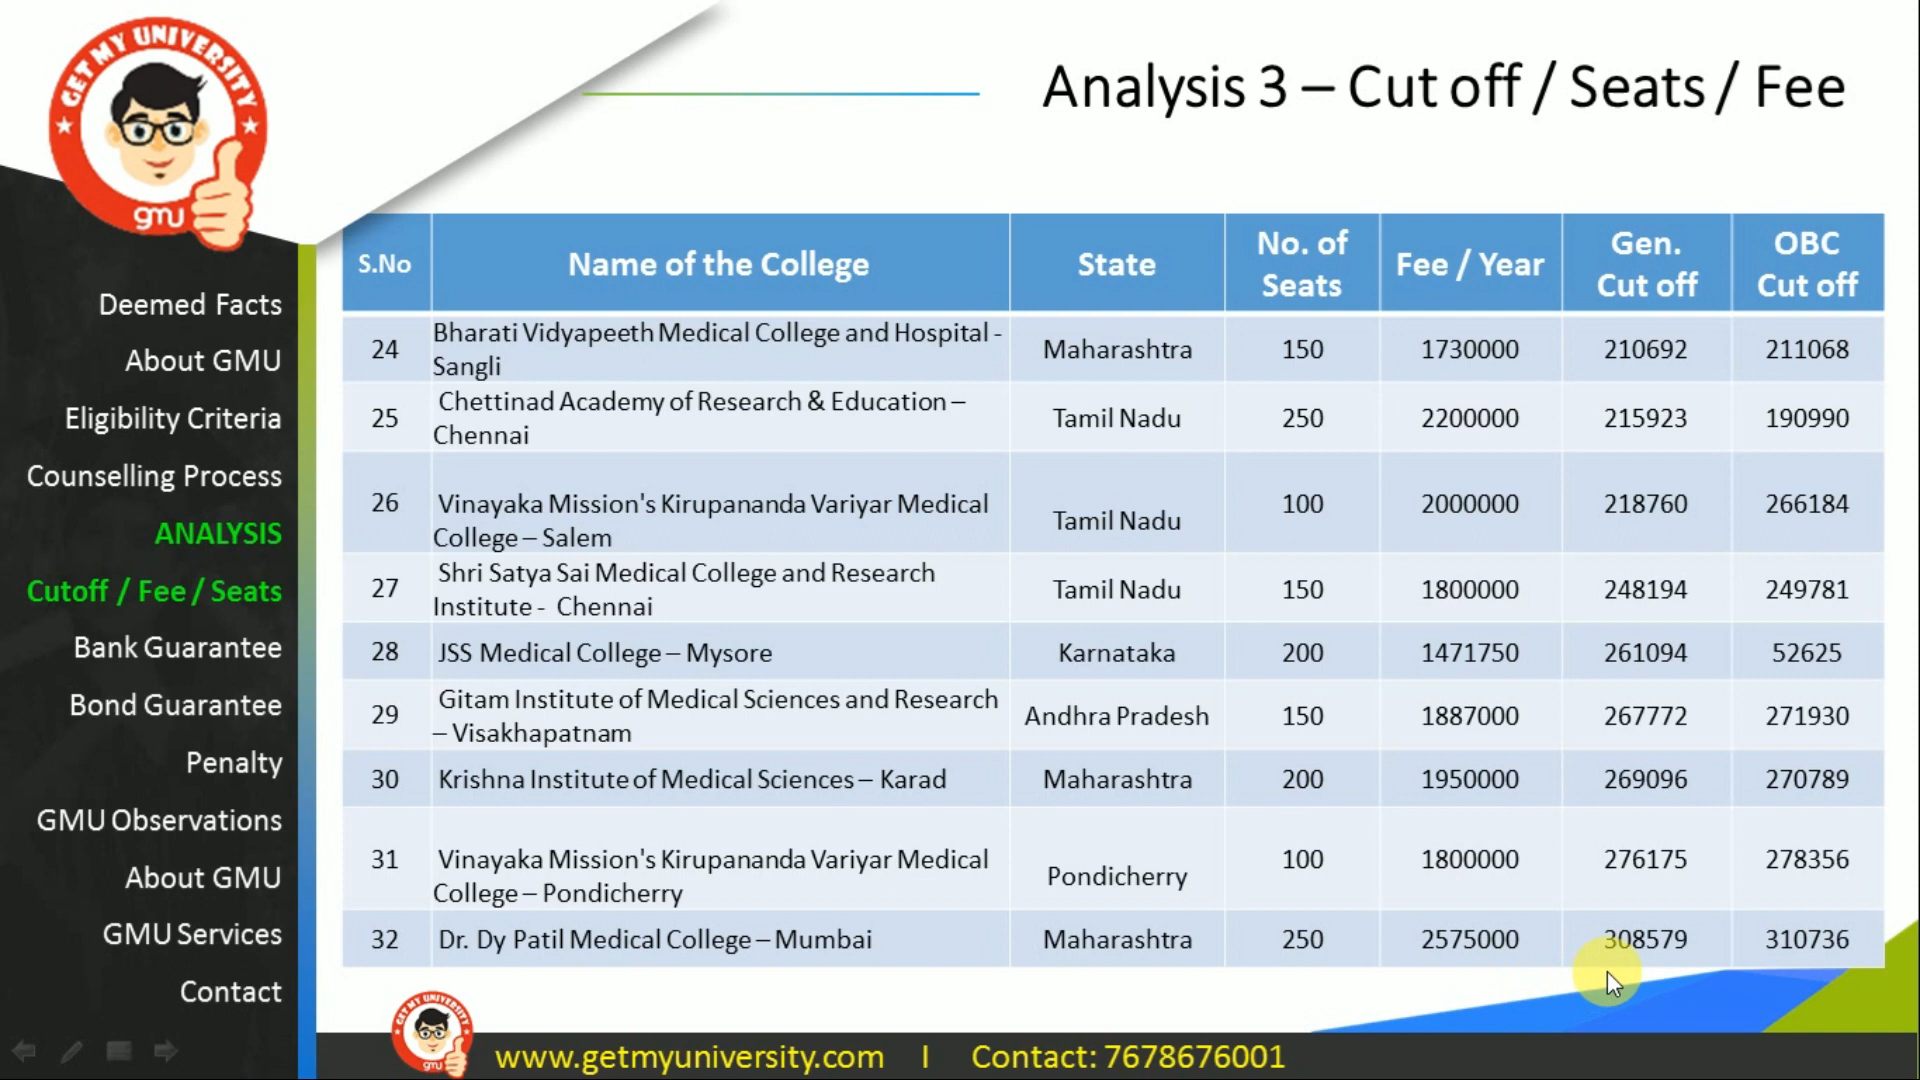 GET MY UNIVERSITY
gmu
Analysis 3 – Cut off / Seats / Fee
Deemed Facts
About GMU
Eligibility Criteria
Counselling Process
ANALYSIS
Cutoff / Fee / Seats
Bank Guarantee
Bond Guarantee
Penalty
GMU Observations
About GMU
GMU Services
Contact
S.No Name of the College State No. of Seats Fee / Year Gen. Cut off OBC Cut off
24 Bharati Vidyapeeth Medical College and Hospital - Maharashtra 150 1730000 210692 211068
Sangli
25 Chettinad Academy of Research & Education – Tamil Nadu 250 2200000 215923 190990
Chennai
26 Vinayaka Mission's Kirupananda Variyar Medical Tamil Nadu 100 2000000 218760 266184
College – Salem
27 Shri Satya Sai Medical College and Research Tamil Nadu 150 1800000 248194 249781
Institute - Chennai
28 JSS Medical College – Mysore Karnataka 200 1471750 261094 52625
29 Gitam Institute of Medical Sciences and Research Andhra Pradesh 150 1887000 267772 271930
– Visakhapatnam
30 Krishna Institute of Medical Sciences – Karad Maharashtra 200 1950000 269096 270789
31 Vinayaka Mission's Kirupananda Variyar Medical Pondicherry 100 1800000 276175 278356
College – Pondicherry
32 Dr. Dy Patil Medical College – Mumbai Maharashtra 250 2575000 308579 310736
GET MY UNIVERSITY
gmu
www.getmyuniversity.com I Contact: 7678676001